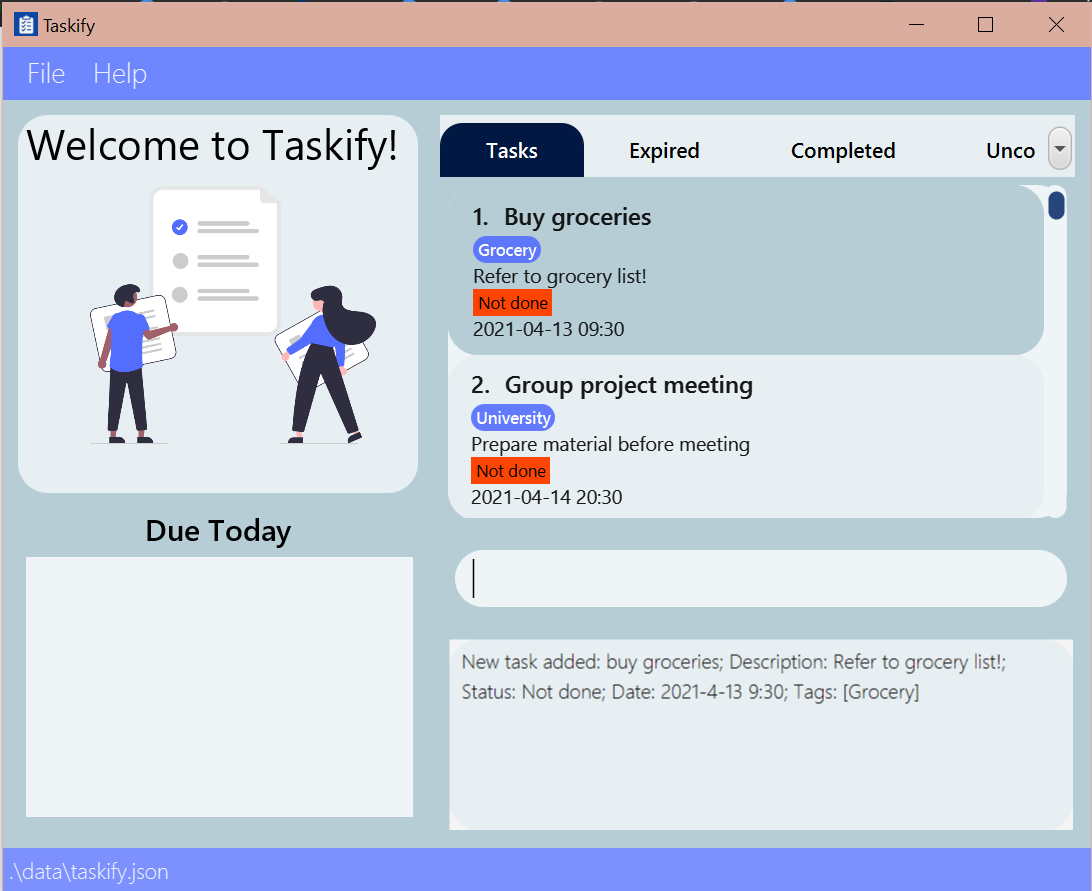 Taskify
File Help
Welcome to Taskify!
Due Today
Tasks Expired Completed Unco
1. Buy groceries
Grocery
Refer to grocery list!
Not done
2021-04-13 09:30
2. Group project meeting
University
Prepare material before meeting
Not done
2021-04-14 20:30
New task added: buy groceries; Description: Refer to grocery list!;
Status: Not done; Date: 2021-4-13 9:30; Tags: [Grocery]
.\data\taskify.json